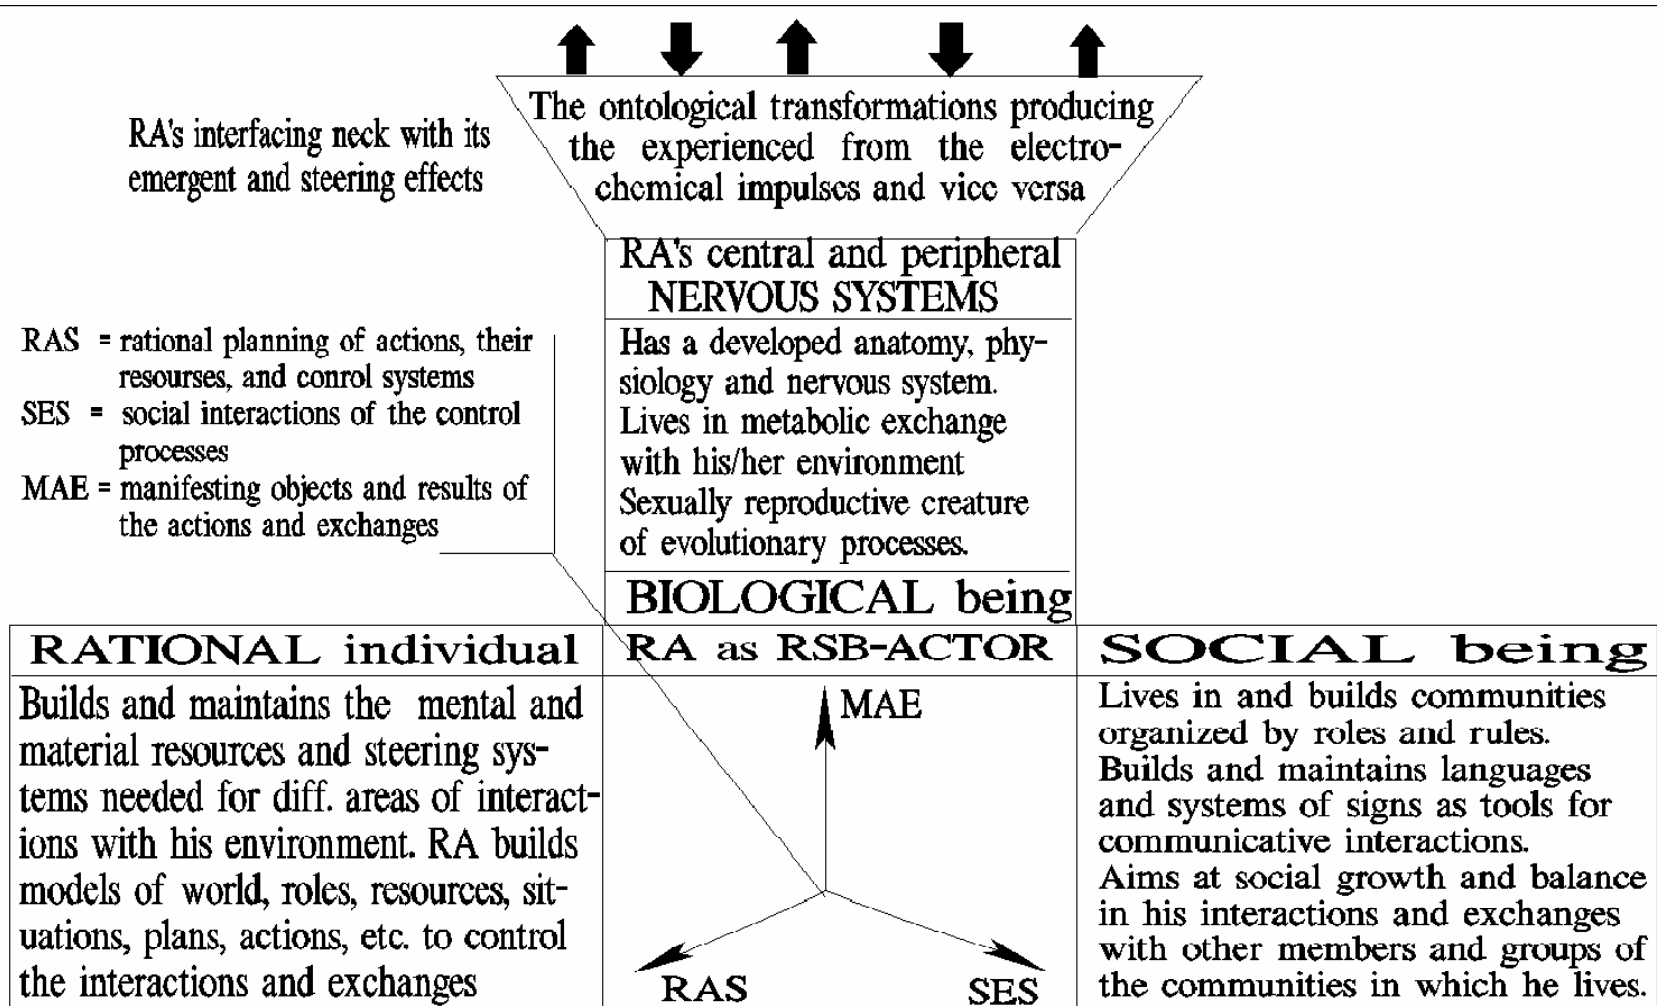 The ontological transformations producing
the experienced from the electro-
chemical impulses and vice versa
RA's interfacing neck with its
emergent and steering effects
RA's central and peripheral
NERVOUS SYSTEMS
RAS = rational planning of actions, their
resourses, and conrol systems
SES = social interactions of the control
processes
MAE = manifesting objects and results of
the actions and exchanges
Has a developed anatomy, phy-
siology and nervous system.
Lives in metabolic exchange
with his/her environment
Sexually reproductive creature
of evolutionary processes.
BIOLOGICAL being
RATIONAL individual
Builds and maintains the mental and
material resources and steering sys-
tems needed for diff. areas of interact-
ions with his environment. RA builds
models of world, roles, resources, sit-
uations, plans, actions, etc. to control
the interactions and exchanges
RA as RSB-ACTOR
MAE
RAS
SES
SOCIAL being
Lives in and builds communities
organized by roles and rules.
Builds and maintains languages
and systems of signs as tools for
communicative interactions.
Aims at social growth and balance
in his interactions and exchanges
with other members and groups of
the communities in which he lives.